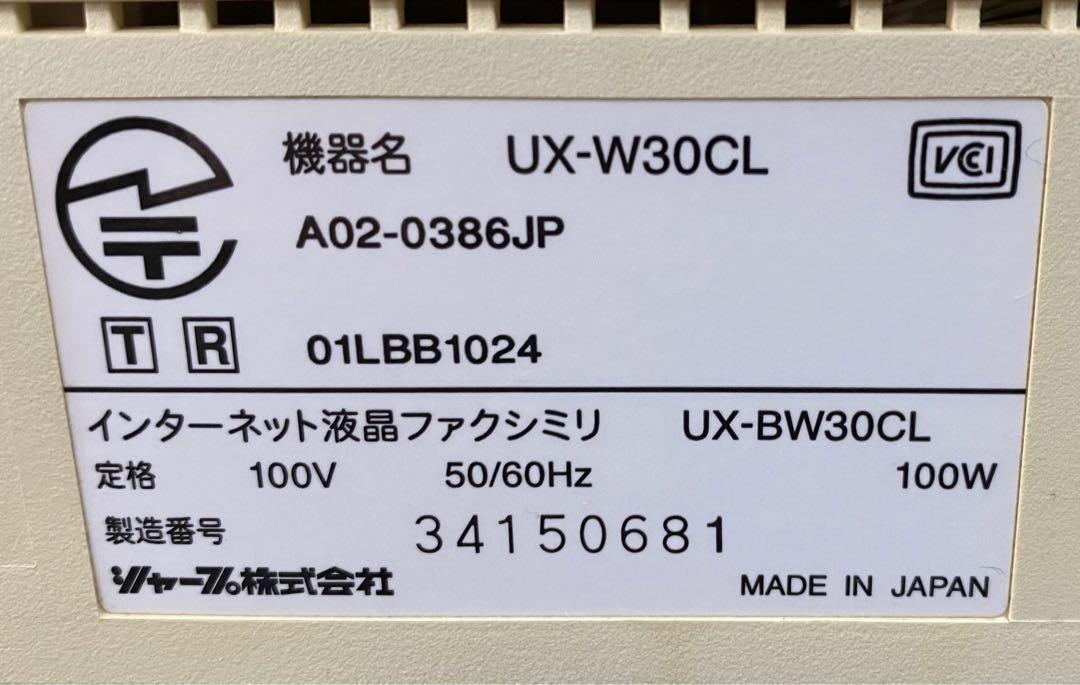 機器名 UX-W30CL
VCCI
A02-0386JP
T R 01LBB1024
インターネット液晶ファクシミリ UX-BW30CL
定格 100V 50/60Hz 100W
製造番号 34150681
シャープ株式会社 MADE IN JAPAN